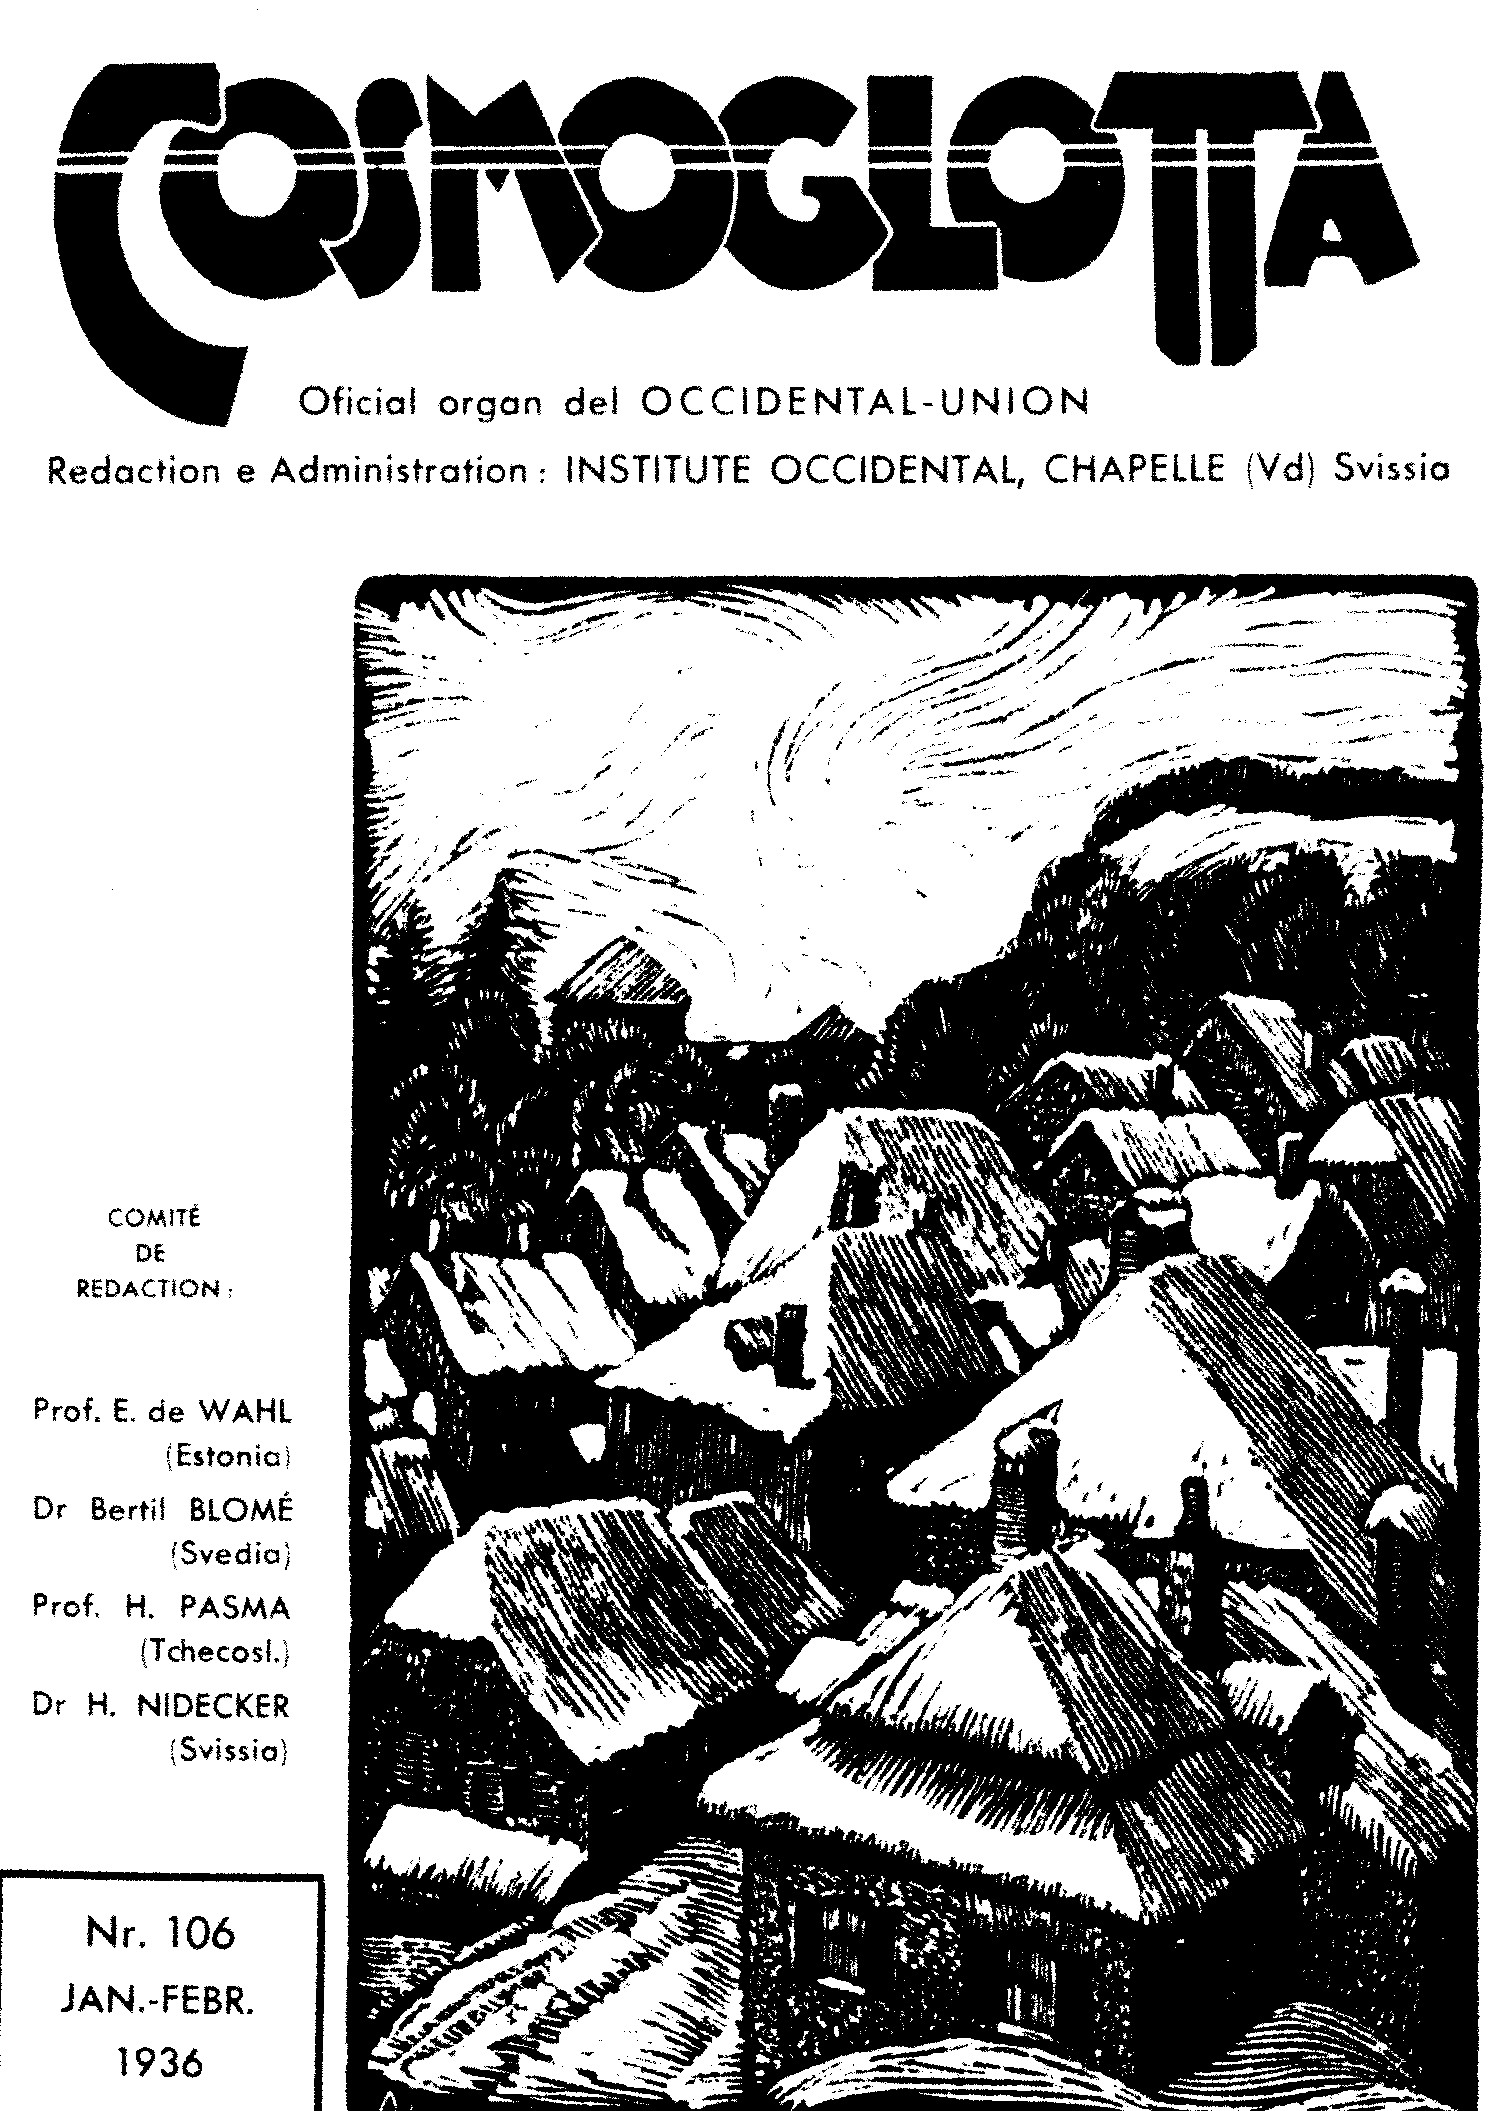 COSMOGLOTTA
Oficial organ del OCCIDENTAL-UNION
Redaction e Administration: INSTITUTE OCCIDENTAL, CHAPELLE (Vd) Svissia
COMITÉ
DE
REDACTION:
Prof. E. de WAHL
(Estonia)
Dr Bertil BLOMÉ
(Svedia)
Prof. H. PASMA
(Tchecosl.)
Dr H. NIDECKER
(Svissia)
Nr. 106
JAN.-FEBR.
1936